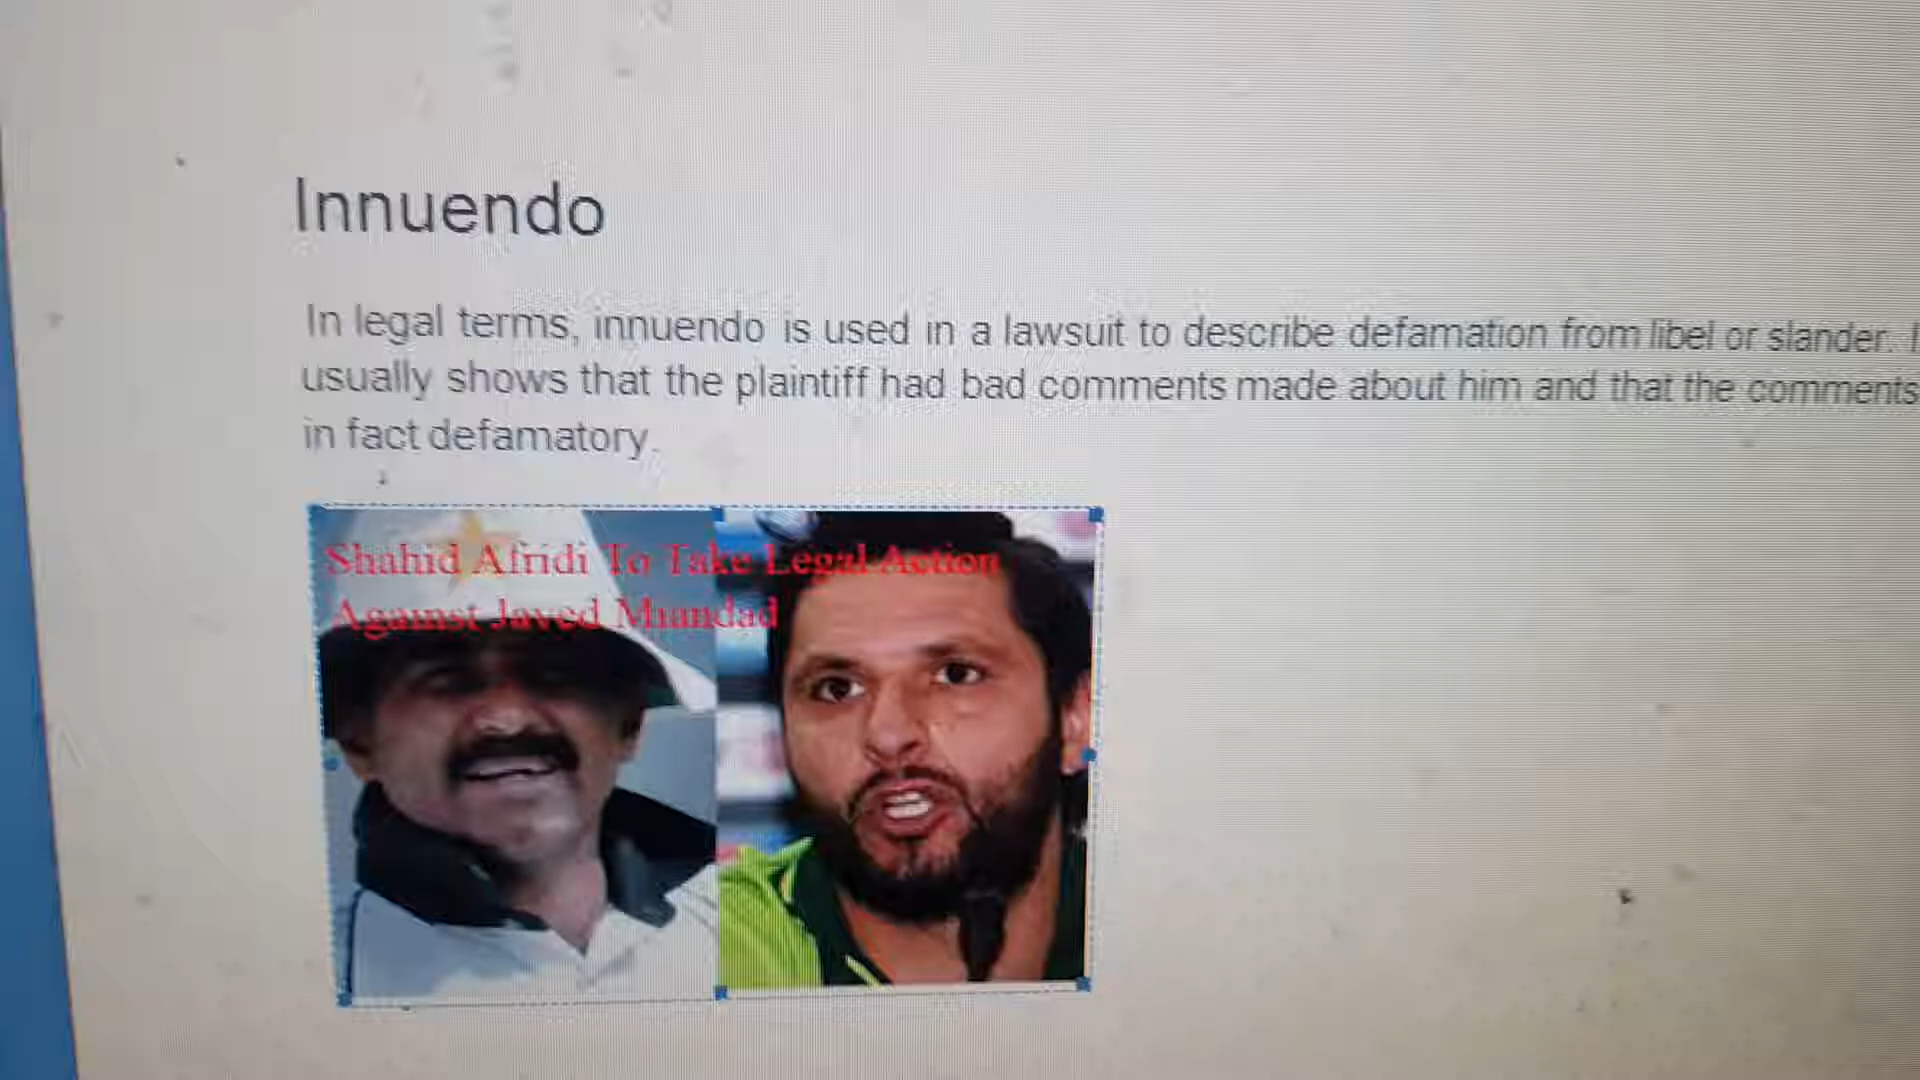 Innuendo
In legal terms, innuendo is used in a lawsuit to describe defamation from libel or slander.
usually shows that the plaintiff had bad comments made about him and that the comments
in fact defamatory.
Shahid Afridi To Take Legal Action
Against Javed Miandad